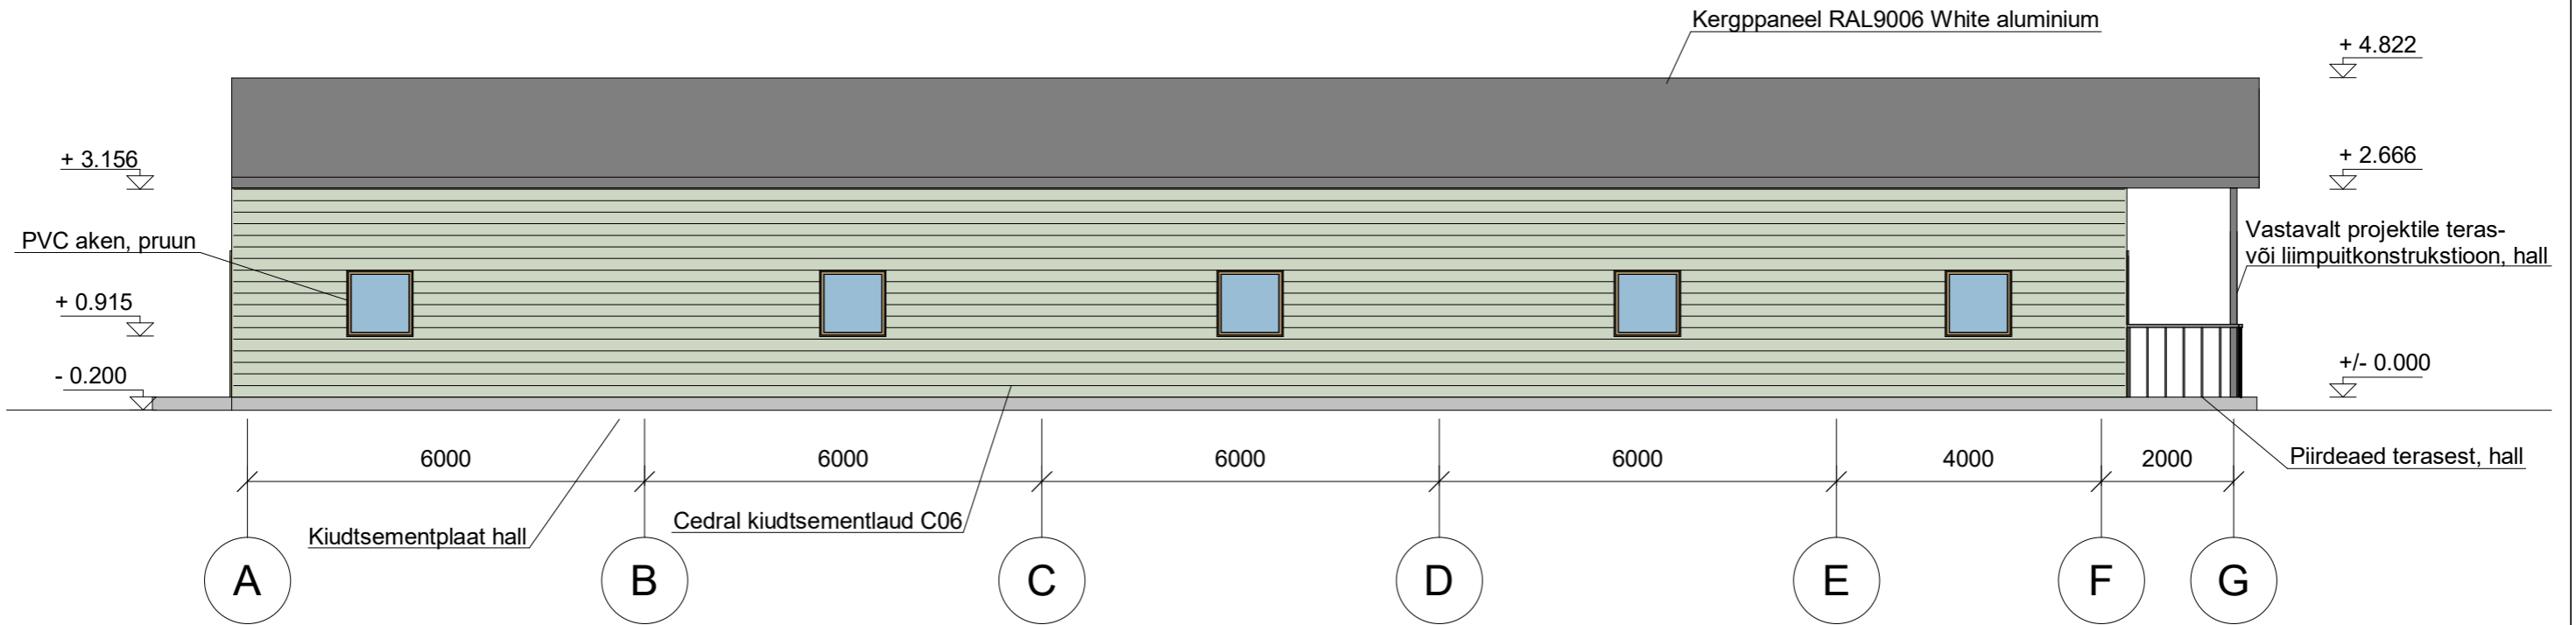 Kergppaneel RAL9006 White aluminium
+ 4.822
+ 3.156
+ 2.666
PVC aken, pruun
Vastavalt projektile teras-
või liimpuitkonstrukstioon, hall
+ 0.915
- 0.200
+/- 0.000
6000
6000
6000
6000
4000
2000
Piirdeaed terasest, hall
Kiudtsementplaat hall
Cedral kiudtsementlaud C06
A
B
C
D
E
F
G